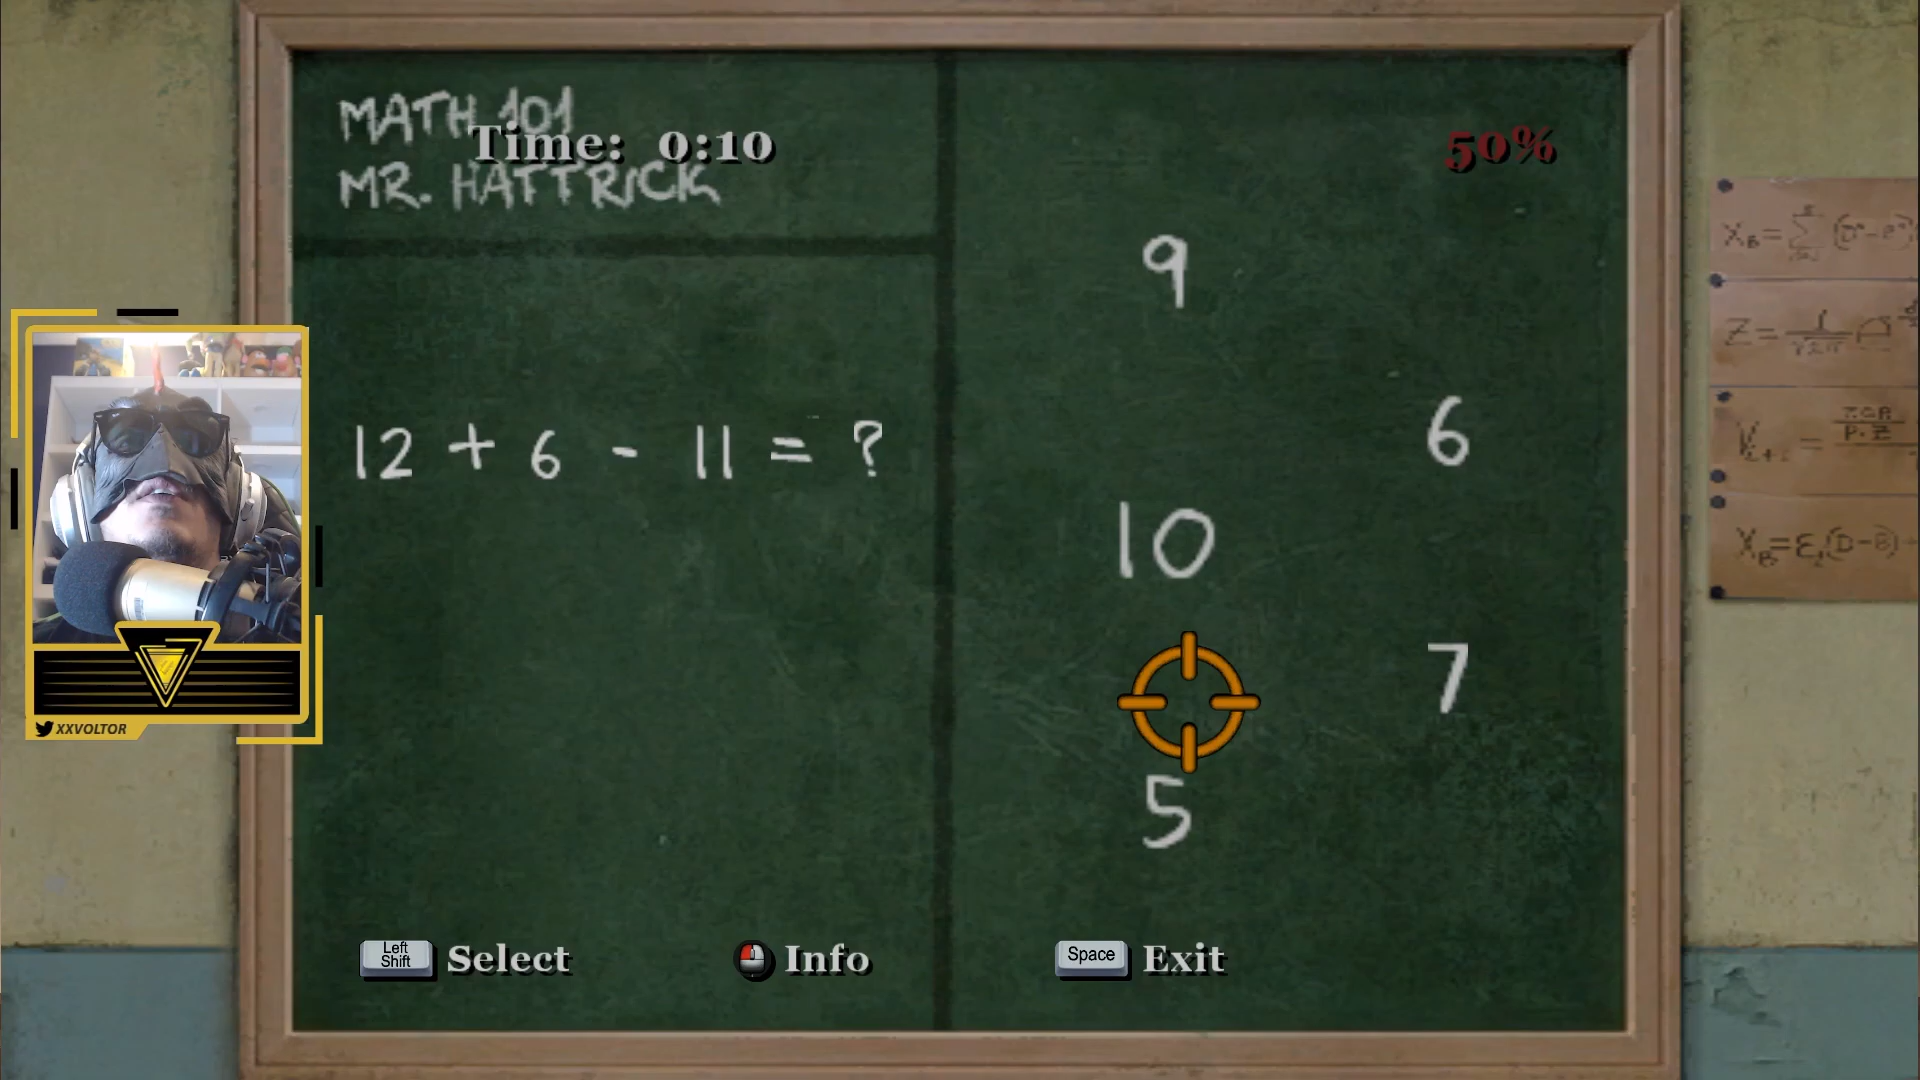 MATH 101
Time: 0:10
MR. HATTRICK
50%
12 + 6 - 11 = ?
9
6
10
7
5
XXVOLTOR
Left Shift Select
Info
Space Exit